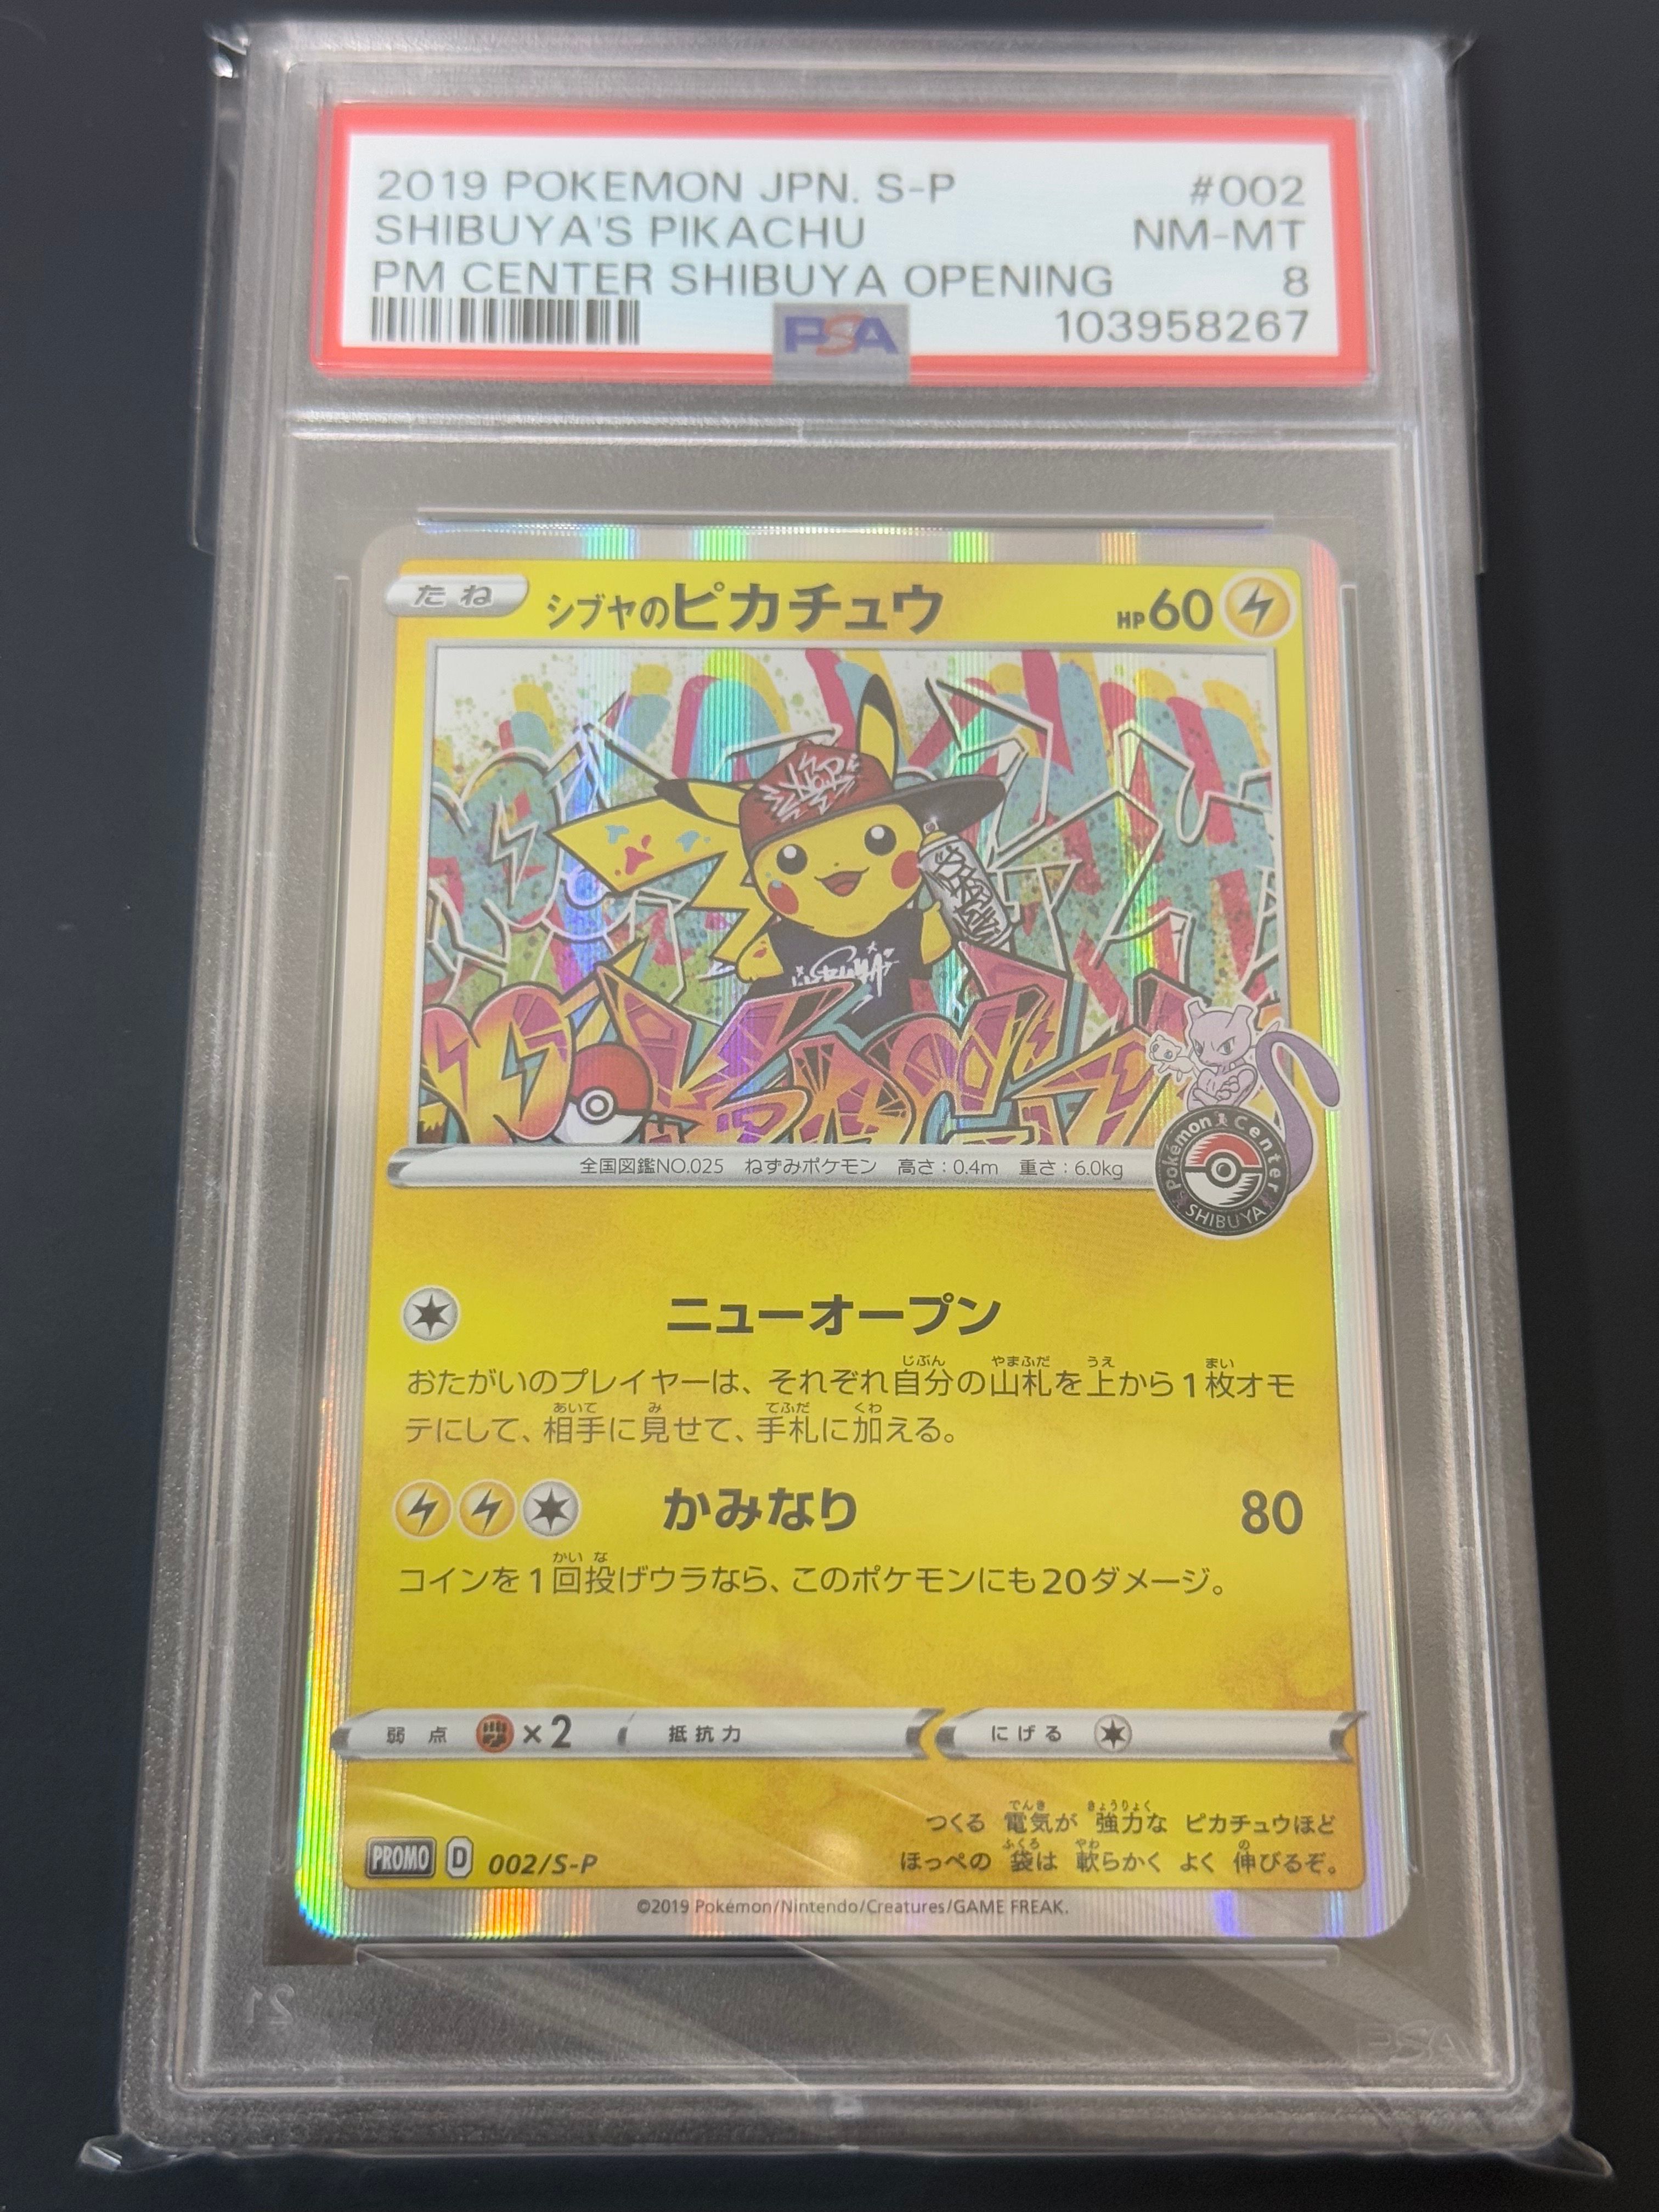 2019 POKEMON JPN. S-P #002
SHIBUYA'S PIKACHU NM-MT
PM CENTER SHIBUYA OPENING 8
PSA 103958267
たね シブヤのピカチュウ HP60
全国図鑑NO.025 ねずみポケモン 高さ:0.4m 重さ:6.0kg
Pokémon Center
SHIBUYA
ニューオープン
おたがいのプレイヤーは、それぞれ自分の山札を上から1枚オモ
テにして、相手に見せて、手札に加える。
かみなり 80
コインを1回投げウラなら、このポケモンにも20ダメージ。
弱点 ×2 抵抗力 にげる
つくる 電気が 強力な ピカチュウほど
ほっぺの 袋は 軟らかく よく 伸びるぞ。
PROMO D 002/S-P
©2019 Pokémon/Nintendo/Creatures/GAME FREAK.
PSA